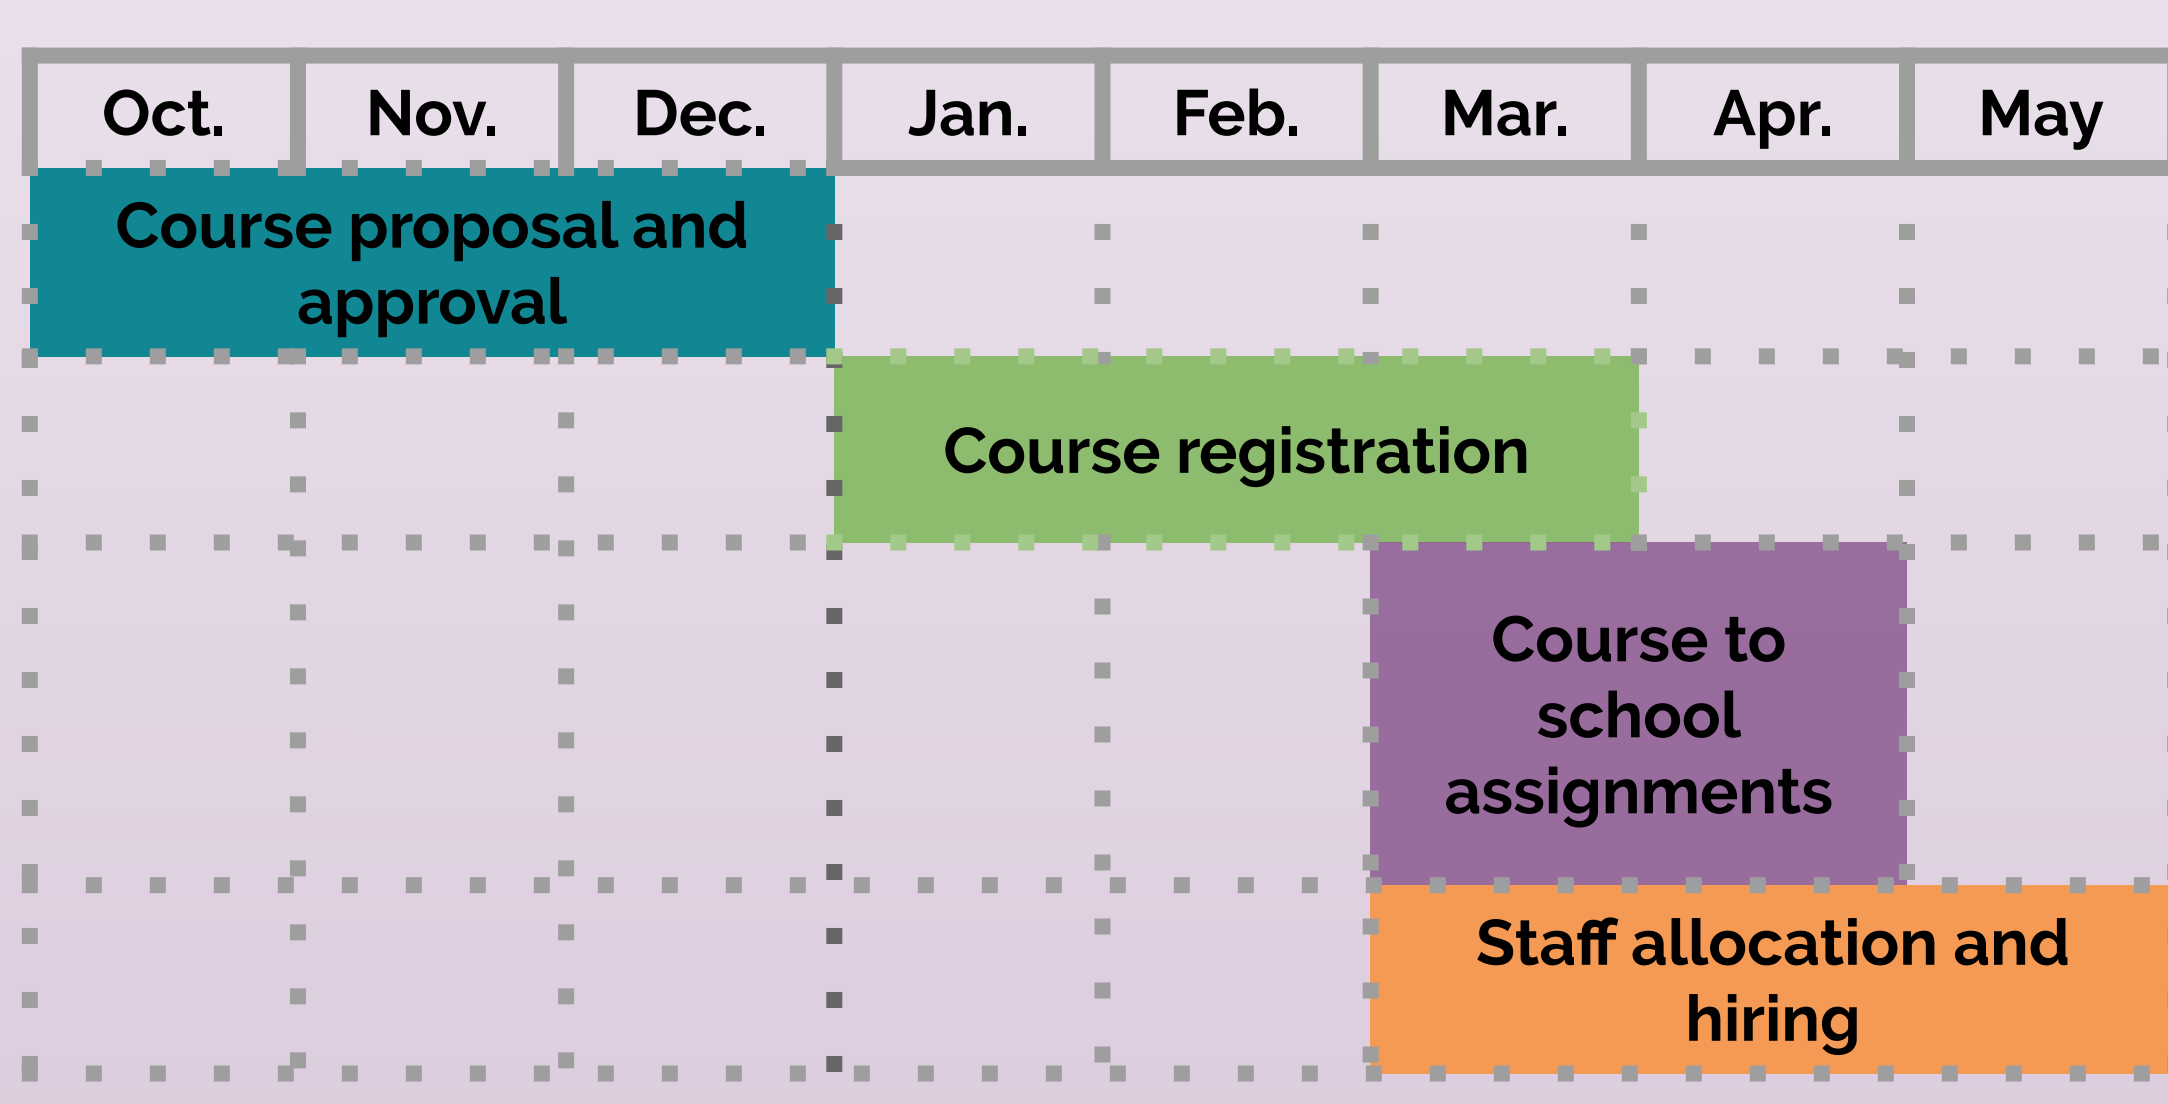 Oct. Nov. Dec. Jan. Feb. Mar. Apr. May
Course proposal and
approval
Course registration
Course to
school
assignments
Staff allocation and
hiring